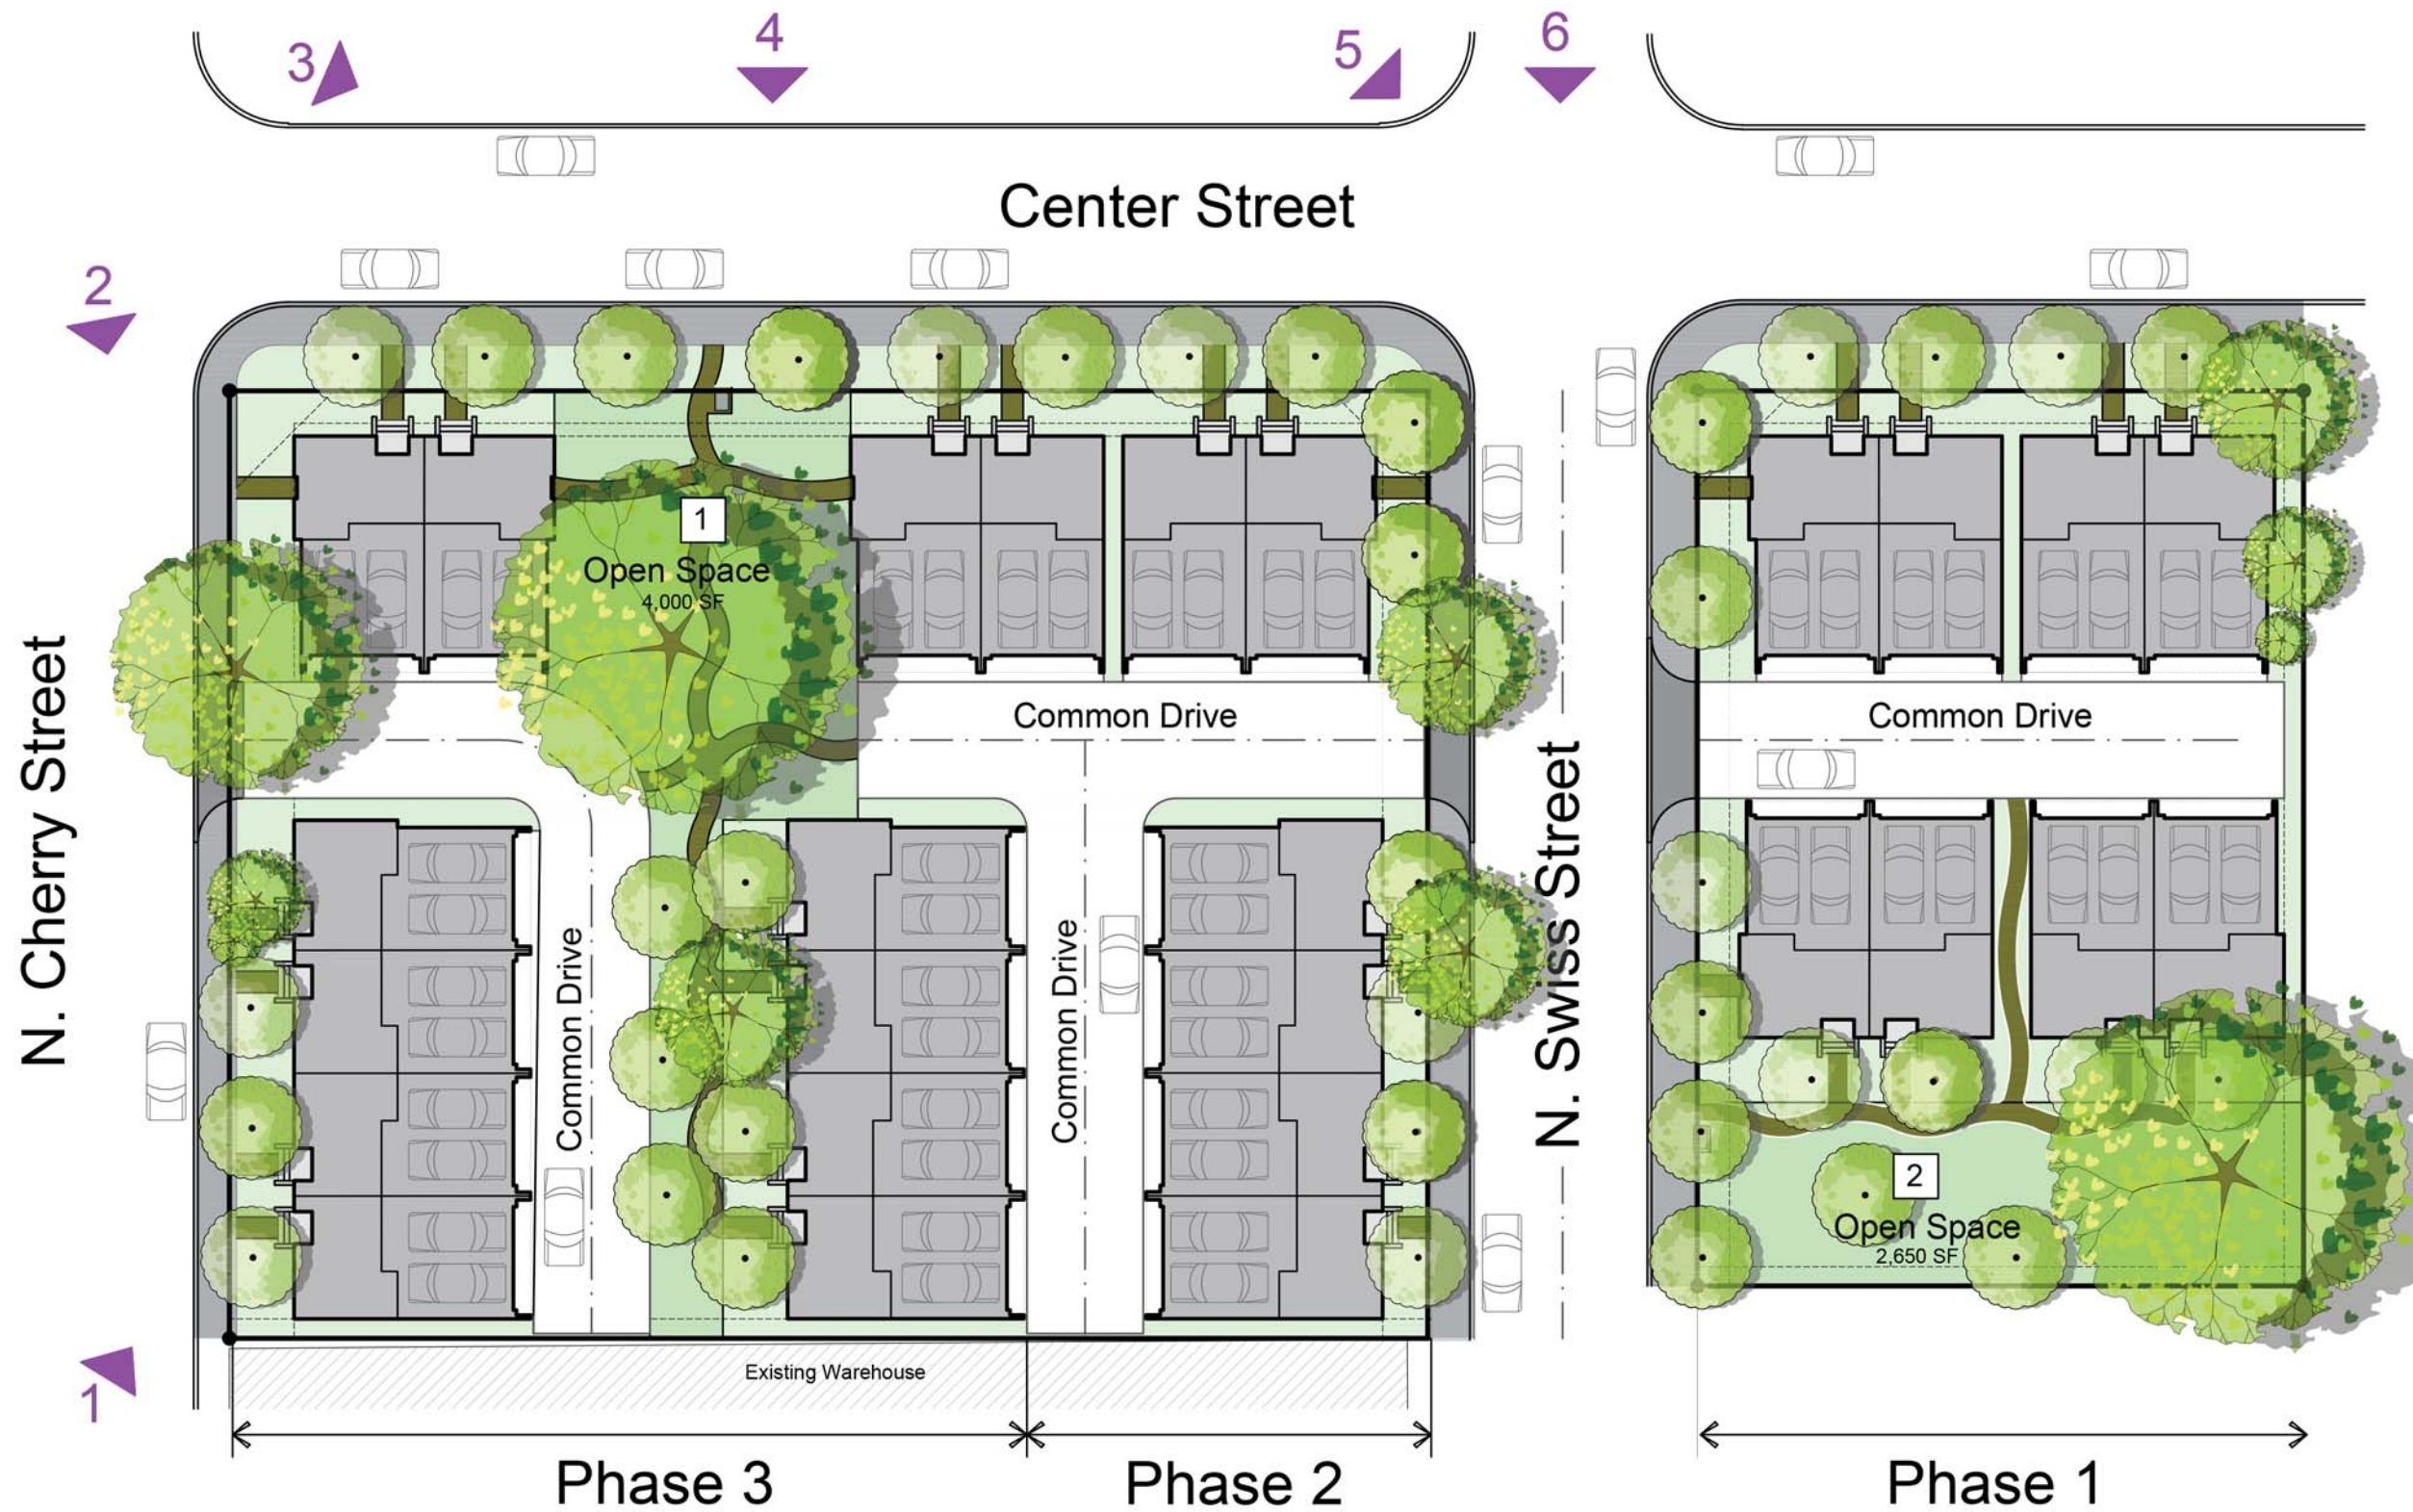 3
4
5
6
Center Street
2
1
Open Space
4,000 SF
Common Drive
Common Drive
N. Cherry Street
Common Drive
Common Drive
N. Swiss Street
2
Open Space
2,650 SF
1
Existing Warehouse
Phase 3
Phase 2
Phase 1